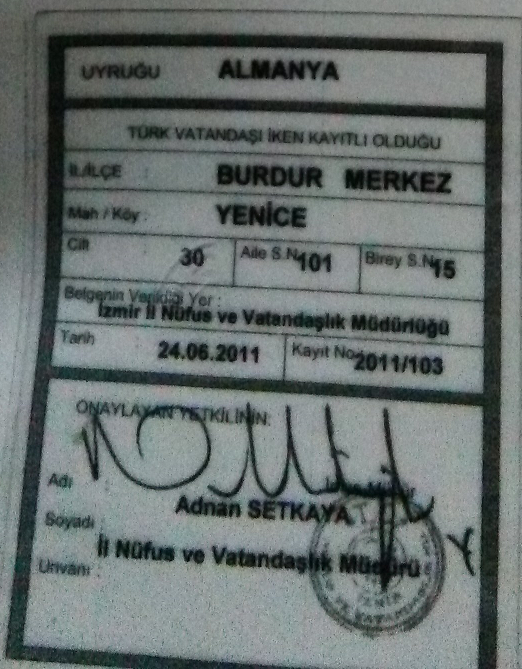 UYRUĞU ALMANYA
TÜRK VATANDAŞI İKEN KAYITLI OLDUĞU
İL/İLÇE : BURDUR MERKEZ
Mah / Köy : YENİCE
Cilt 30 Aile S.N 101 Birey S.N 15
Belgenin Verildiği Yer :
İzmir İl Nüfus ve Vatandaşlık Müdürlüğü
Tarih 24.06.2011 Kayıt No: 2011/103
ONAYLAYAN YETKİLİNİN:
Adı :
Adnan SETKAYA
Soyadı :
İl Nüfus ve Vatandaşlık Müdürü
Unvanı :